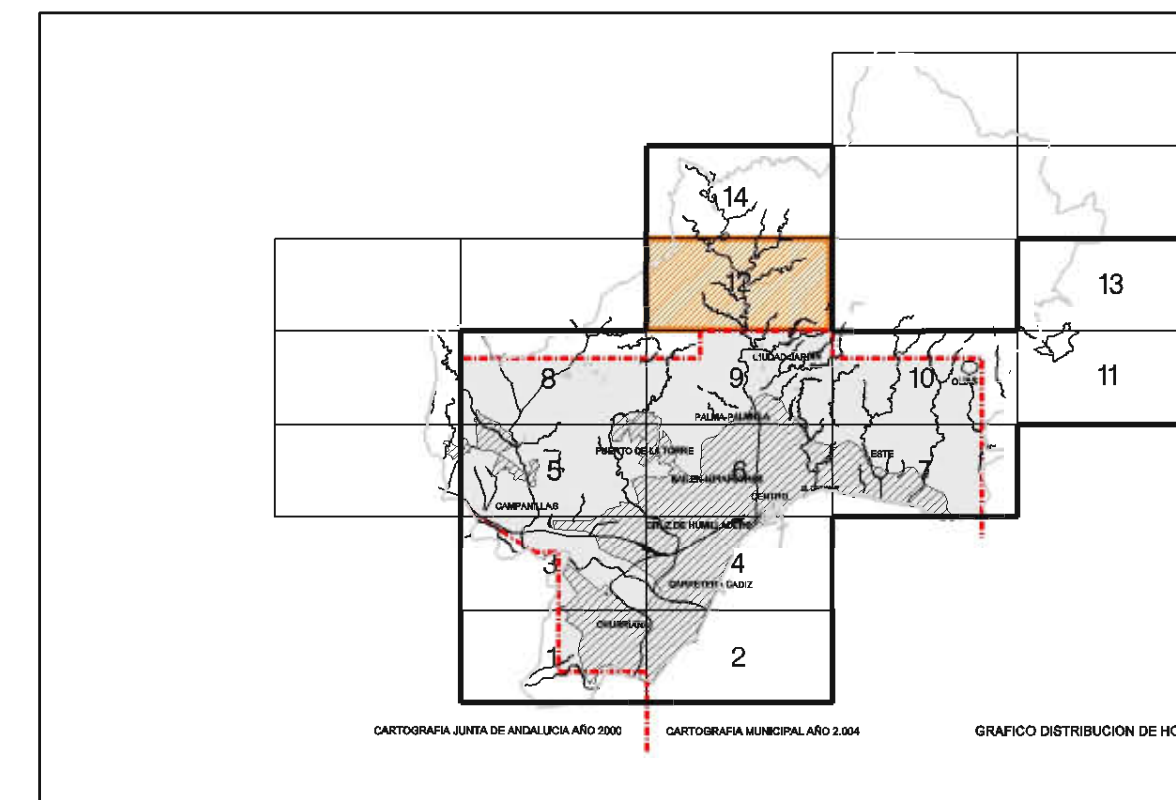 14
12
13
CIUDAD JARDIN
8
9
10
11
OLIAS
PALMA-PALMILLA
PUERTO DE LA TORRE
ESTE
5
6
7
BAILEN-MIRAFLORES
CENTRO
CAMPANILLAS
CRUZ DE HUMILLADERO
3
4
CARRETERA CADIZ
CHURRIANA
1
2
CARTOGRAFIA JUNTA DE ANDALUCIA AÑO 2000
CARTOGRAFIA MUNICIPAL AÑO 2.004
GRAFICO DISTRIBUCION DE HO